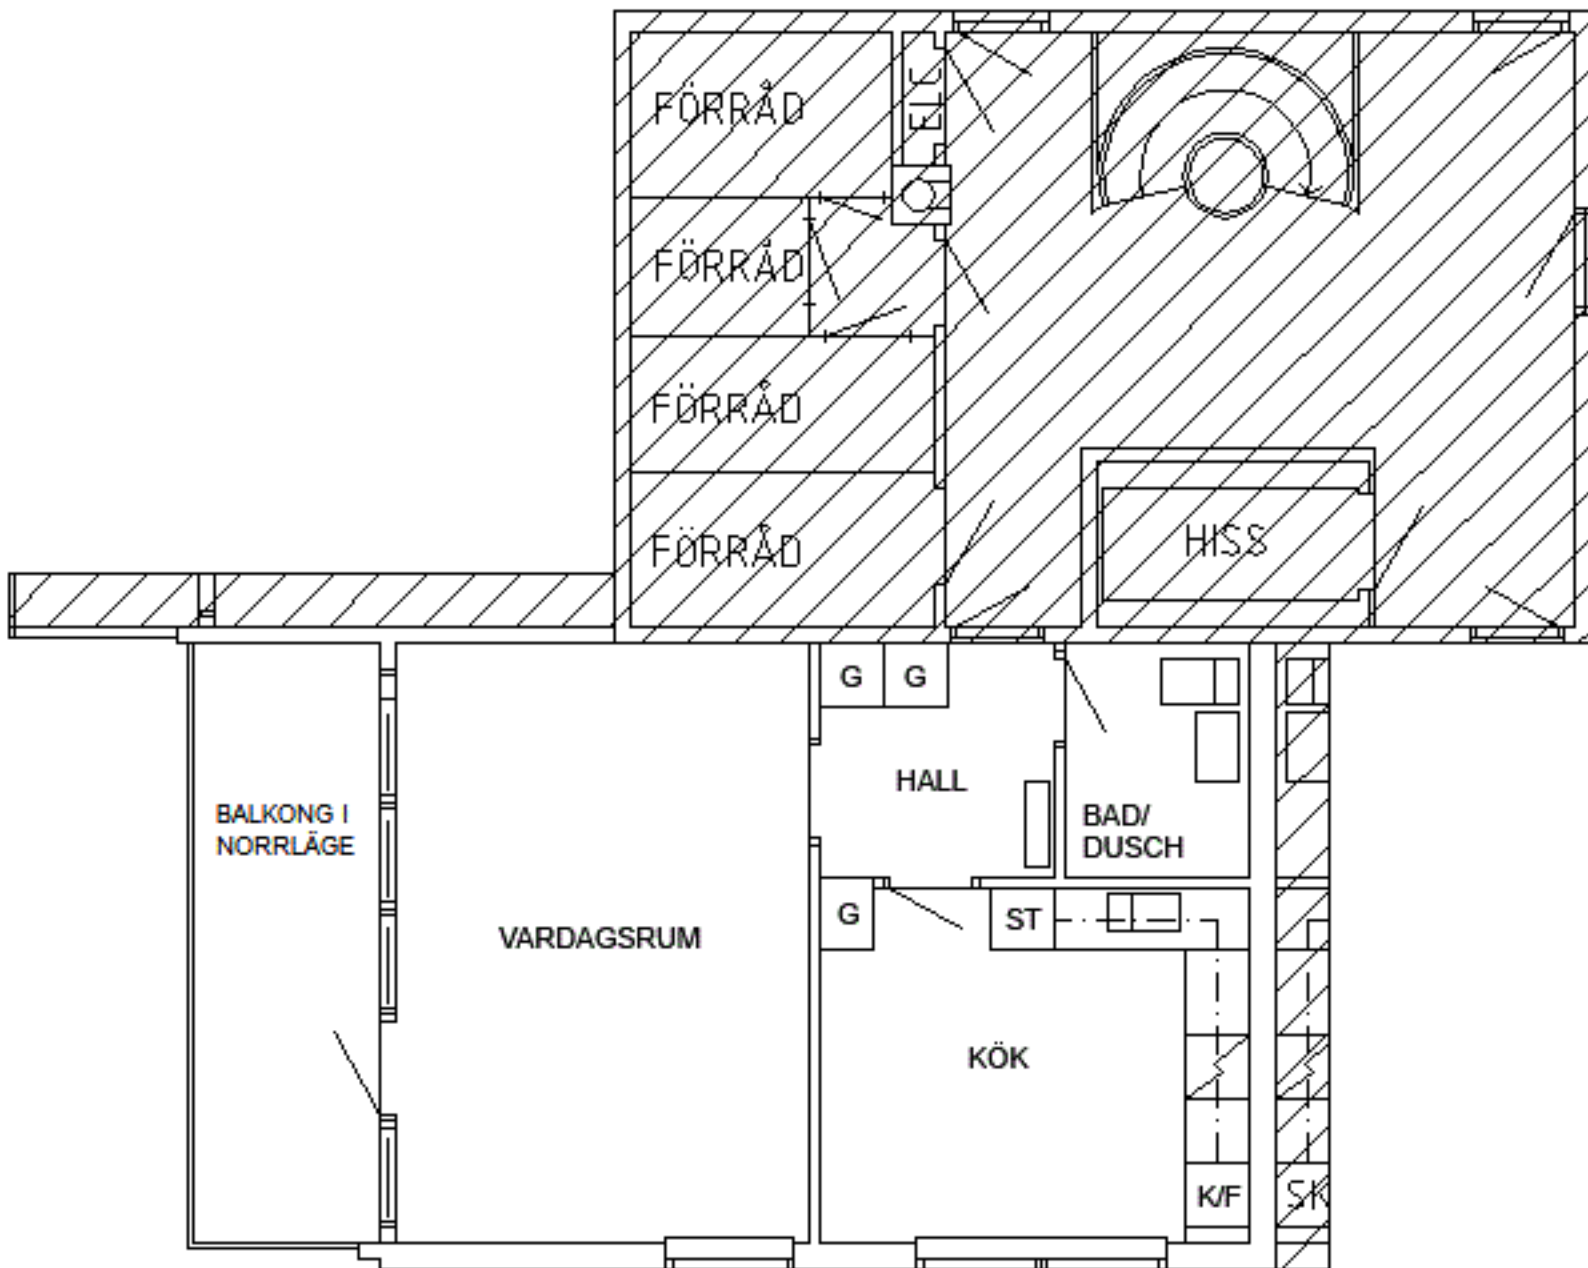 FÖRRÅD
ELC
FÖRRÅD
FÖRRÅD
FÖRRÅD
HISS
G
G
HALL
BALKONG I
NORRLÄGE
BAD/
DUSCH
G
ST
VARDAGSRUM
KÖK
K/F
SK